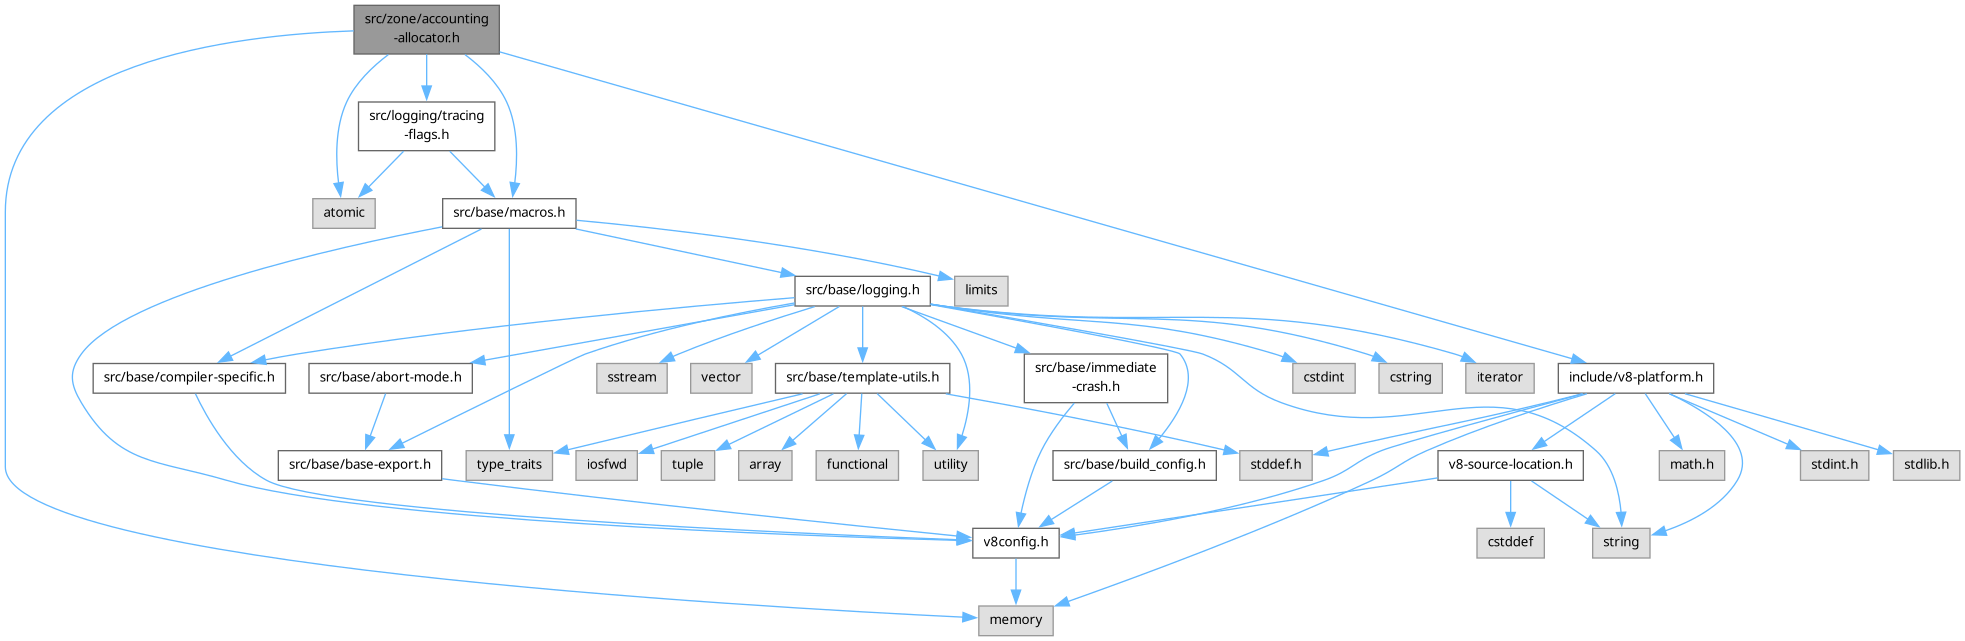 src/zone/accounting
-allocator.h
src/logging/tracing
-flags.h
atomic
src/base/macros.h
src/base/logging.h
limits
src/base/compiler-specific.h
src/base/abort-mode.h
sstream
vector
src/base/template-utils.h
src/base/immediate
-crash.h
cstdint
cstring
iterator
include/v8-platform.h
src/base/base-export.h
type_traits
iosfwd
tuple
array
functional
utility
src/base/build_config.h
stddef.h
v8-source-location.h
math.h
stdint.h
stdlib.h
v8config.h
cstddef
string
memory